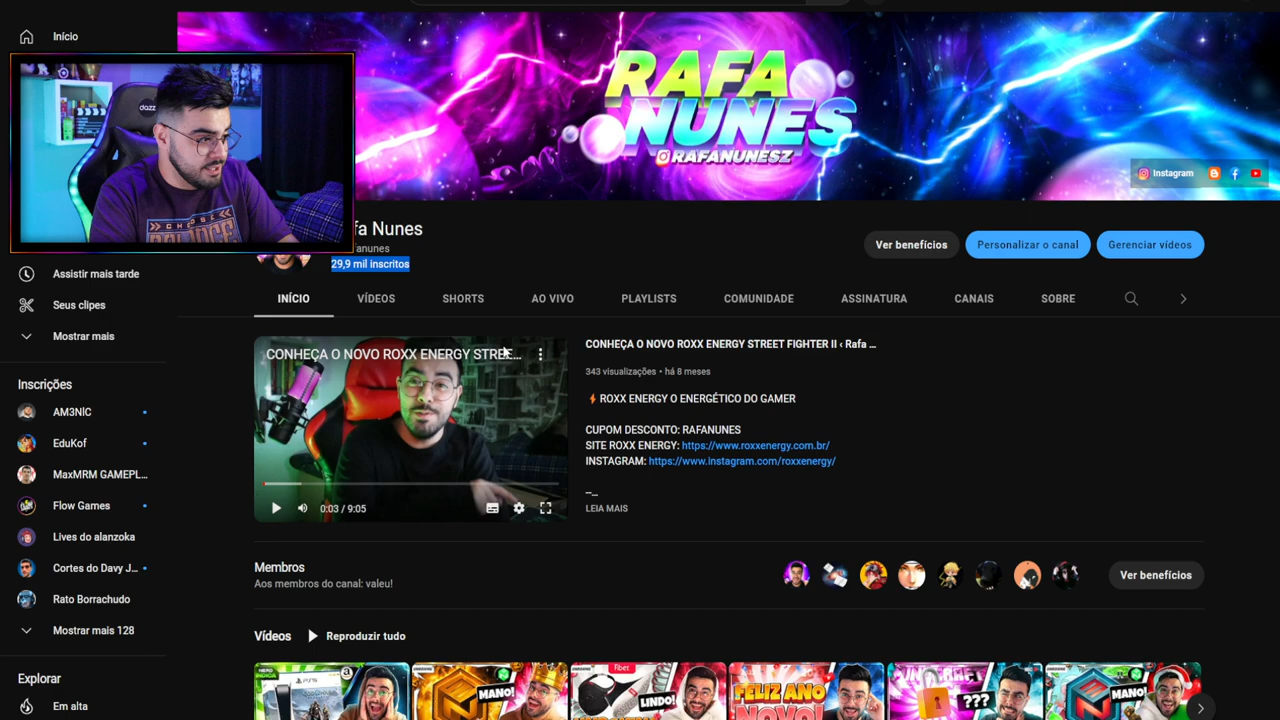 Início
dazz
CHOOSE
RAFA
NUNES
@RAFANUNESZ
Instagram
fa Nunes
fanunes
29,9 mil inscritos
Ver benefícios
Personalizar o canal
Gerenciar vídeos
Assistir mais tarde
Seus clipes
Mostrar mais
INÍCIO
VÍDEOS
SHORTS
AO VIVO
PLAYLISTS
COMUNIDADE
ASSINATURA
CANAIS
SOBRE
Inscrições
AM3NÍC
EduKof
MaxMRM GAMEPL...
Flow Games
Lives do alanzoka
Cortes do Davy J...
Rato Borrachudo
Mostrar mais 128
Explorar
Em alta
CONHEÇA O NOVO ROXX ENERGY STREE...
0:03 / 9:05
CONHEÇA O NOVO ROXX ENERGY STREET FIGHTER II ‹ Rafa ...
343 visualizações • há 8 meses
⚡ ROXX ENERGY O ENERGÉTICO DO GAMER
CUPOM DESCONTO: RAFANUNES
SITE ROXX ENERGY: https://www.roxxenergy.com.br/
INSTAGRAM: https://www.instagram.com/roxxenergy/
--...
LEIA MAIS
Membros
Aos membros do canal: valeu!
Ver benefícios
Vídeos
Reproduzir tudo
MANO!
LINDO!
FELIZ ANO
NOVO!
???
MANO!